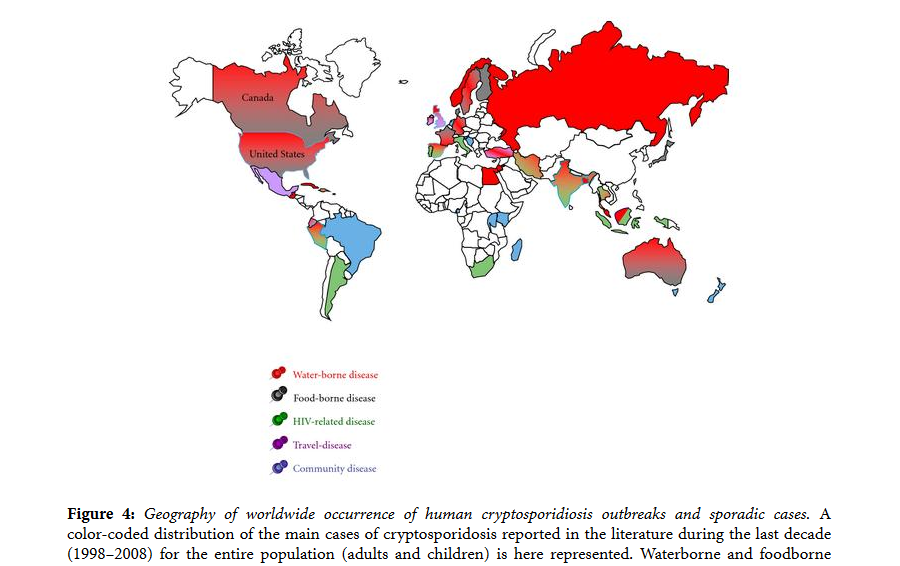 Canada
United States
Water-borne disease
Food-borne disease
HIV-related disease
Travel-disease
Community disease
Figure 4: Geography of worldwide occurrence of human cryptosporidiosis outbreaks and sporadic cases. A
color-coded distribution of the main cases of cryptosporidosis reported in the literature during the last decade
(1998–2008) for the entire population (adults and children) is here represented. Waterborne and foodborne